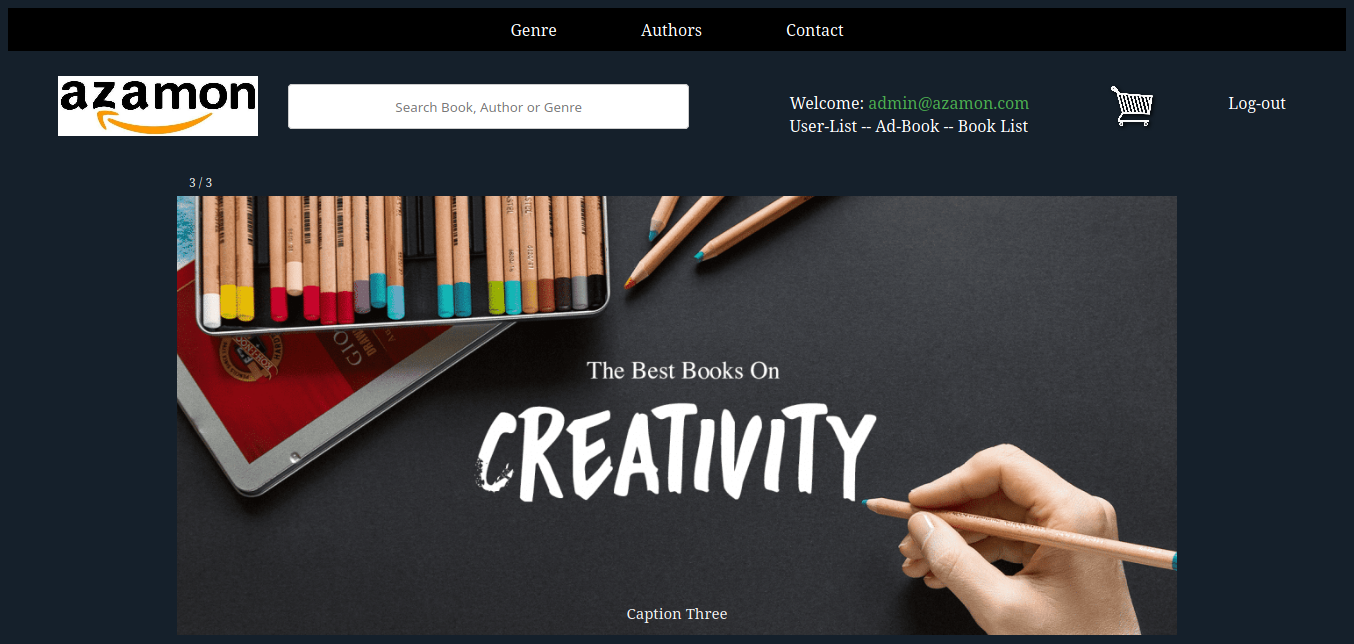 Genre Authors Contact
azamon
Search Book, Author or Genre
Welcome: admin@azamon.com
User-List -- Ad-Book -- Book List
Log-out
3 / 3
The Best Books On
CREATIVITY
Caption Three